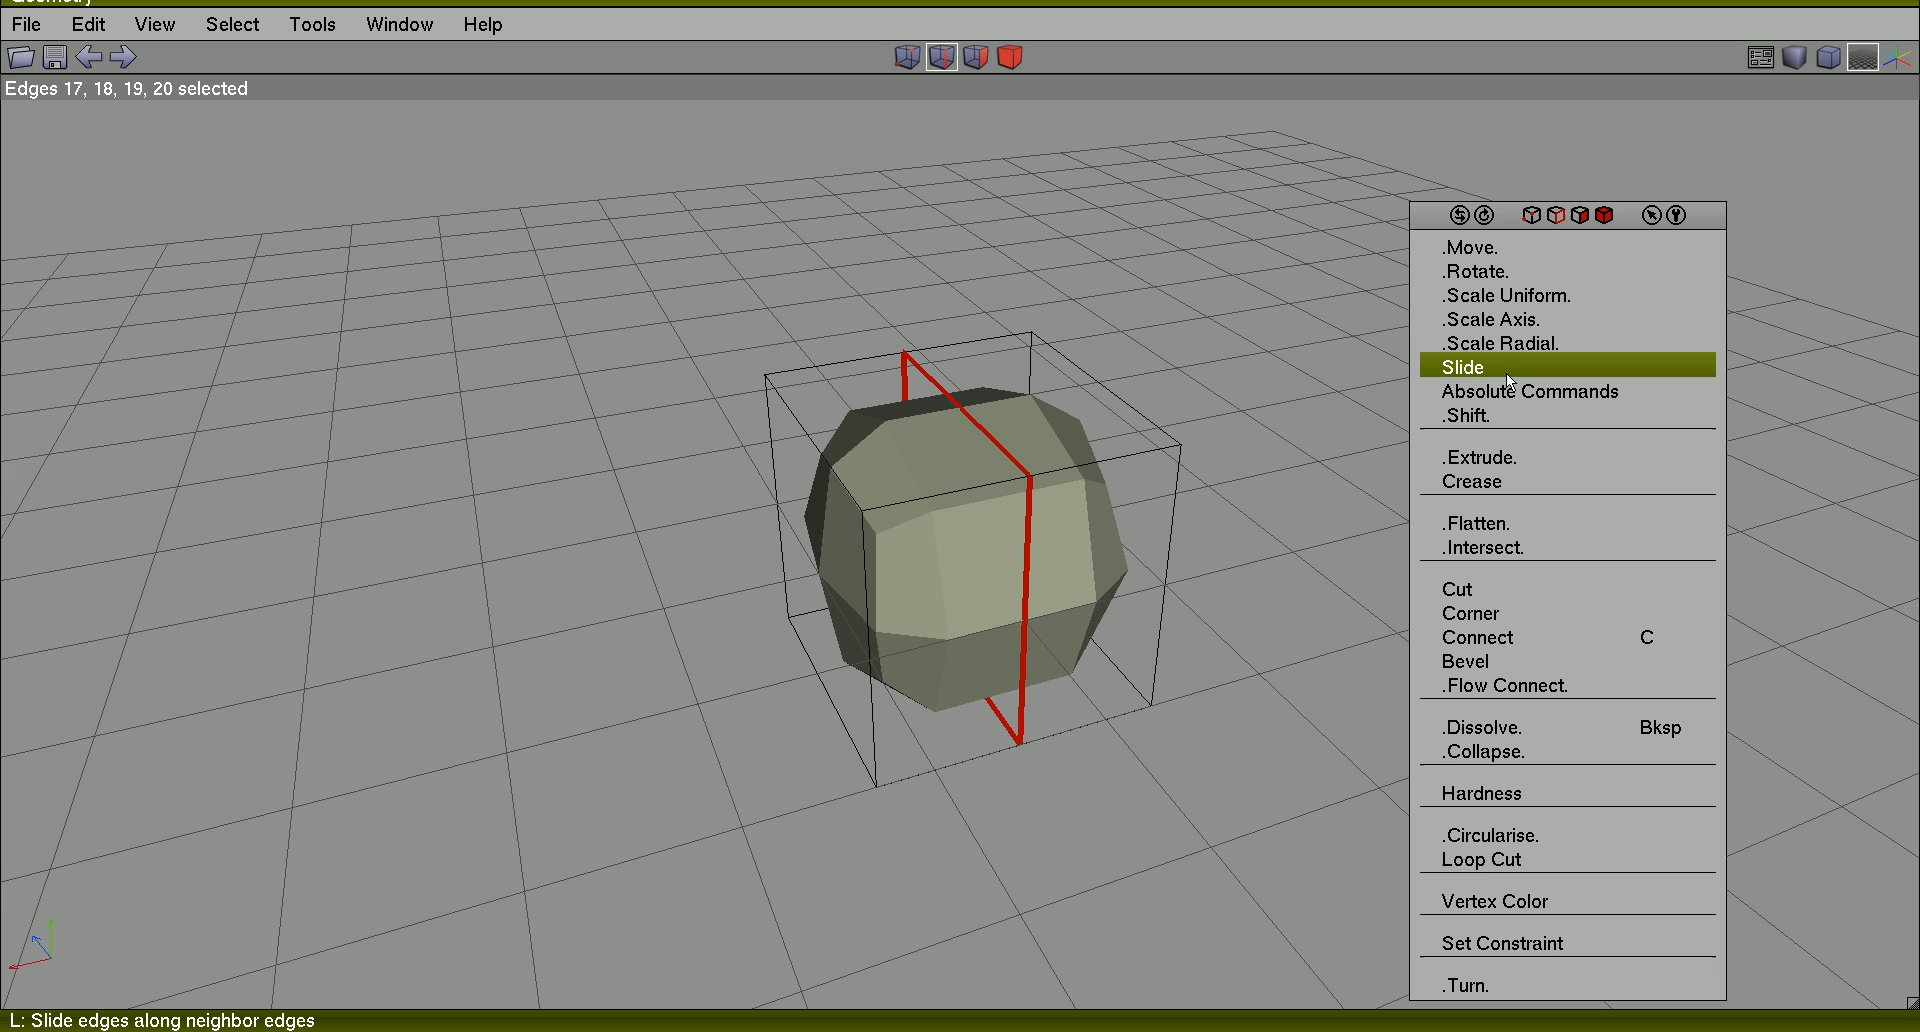 Geometry
File Edit View Select Tools Window Help
Edges 17, 18, 19, 20 selected
.Move.
.Rotate.
.Scale Uniform.
.Scale Axis.
.Scale Radial.
Slide
Absolute Commands
.Shift.
.Extrude.
Crease
.Flatten.
.Intersect.
Cut
Corner
Connect C
Bevel
.Flow Connect.
.Dissolve. Bksp
.Collapse.
Hardness
.Circularise.
Loop Cut
Vertex Color
Set Constraint
.Turn.
L: Slide edges along neighbor edges